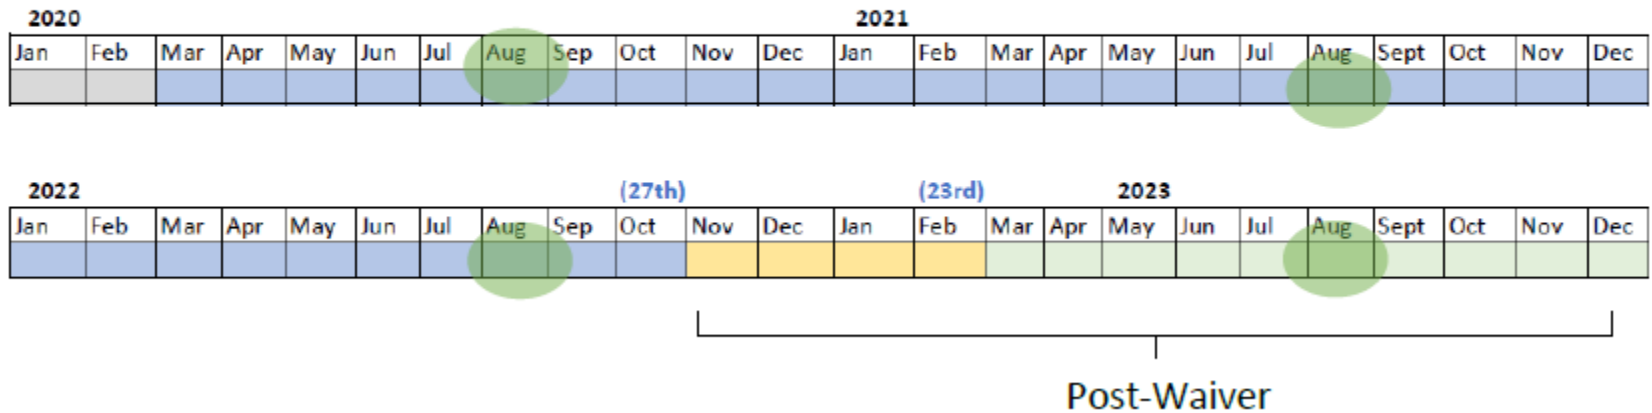 2020 2021
Jan Feb Mar Apr May Jun Jul Aug Sep Oct Nov Dec Jan Feb Mar Apr May Jun Jul Aug Sept Oct Nov Dec
2022 (27th) (23rd) 2023
Jan Feb Mar Apr May Jun Jul Aug Sep Oct Nov Dec Jan Feb Mar Apr May Jun Jul Aug Sept Oct Nov Dec
Post-Waiver